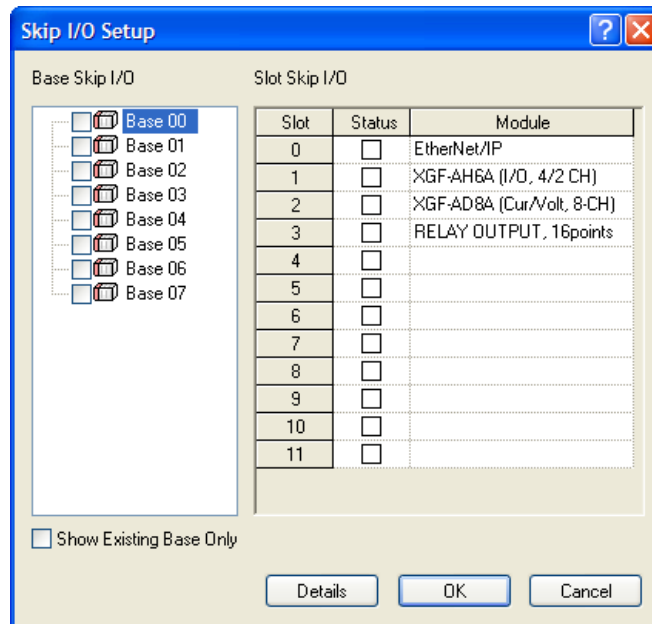 Skip I/O Setup
Base Skip I/O
Base 00
Base 01
Base 02
Base 03
Base 04
Base 05
Base 06
Base 07
Show Existing Base Only
Slot Skip I/O
Slot Status Module
0 EtherNet/IP
1 XGF-AH6A (I/O, 4/2 CH)
2 XGF-AD8A (Cur/Volt, 8-CH)
3 RELAY OUTPUT, 16points
4
5
6
7
8
9
10
11
Details OK Cancel